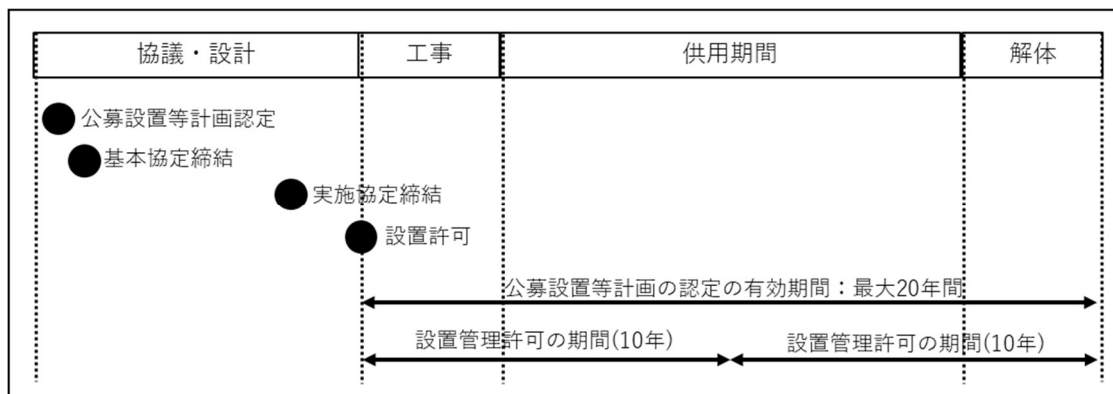 協議・設計 工事 供用期間 解体
公募設置等計画認定
基本協定締結
実施協定締結
設置許可
公募設置等計画の認定の有効期間：最大20年間
設置管理許可の期間(10年) 設置管理許可の期間(10年)